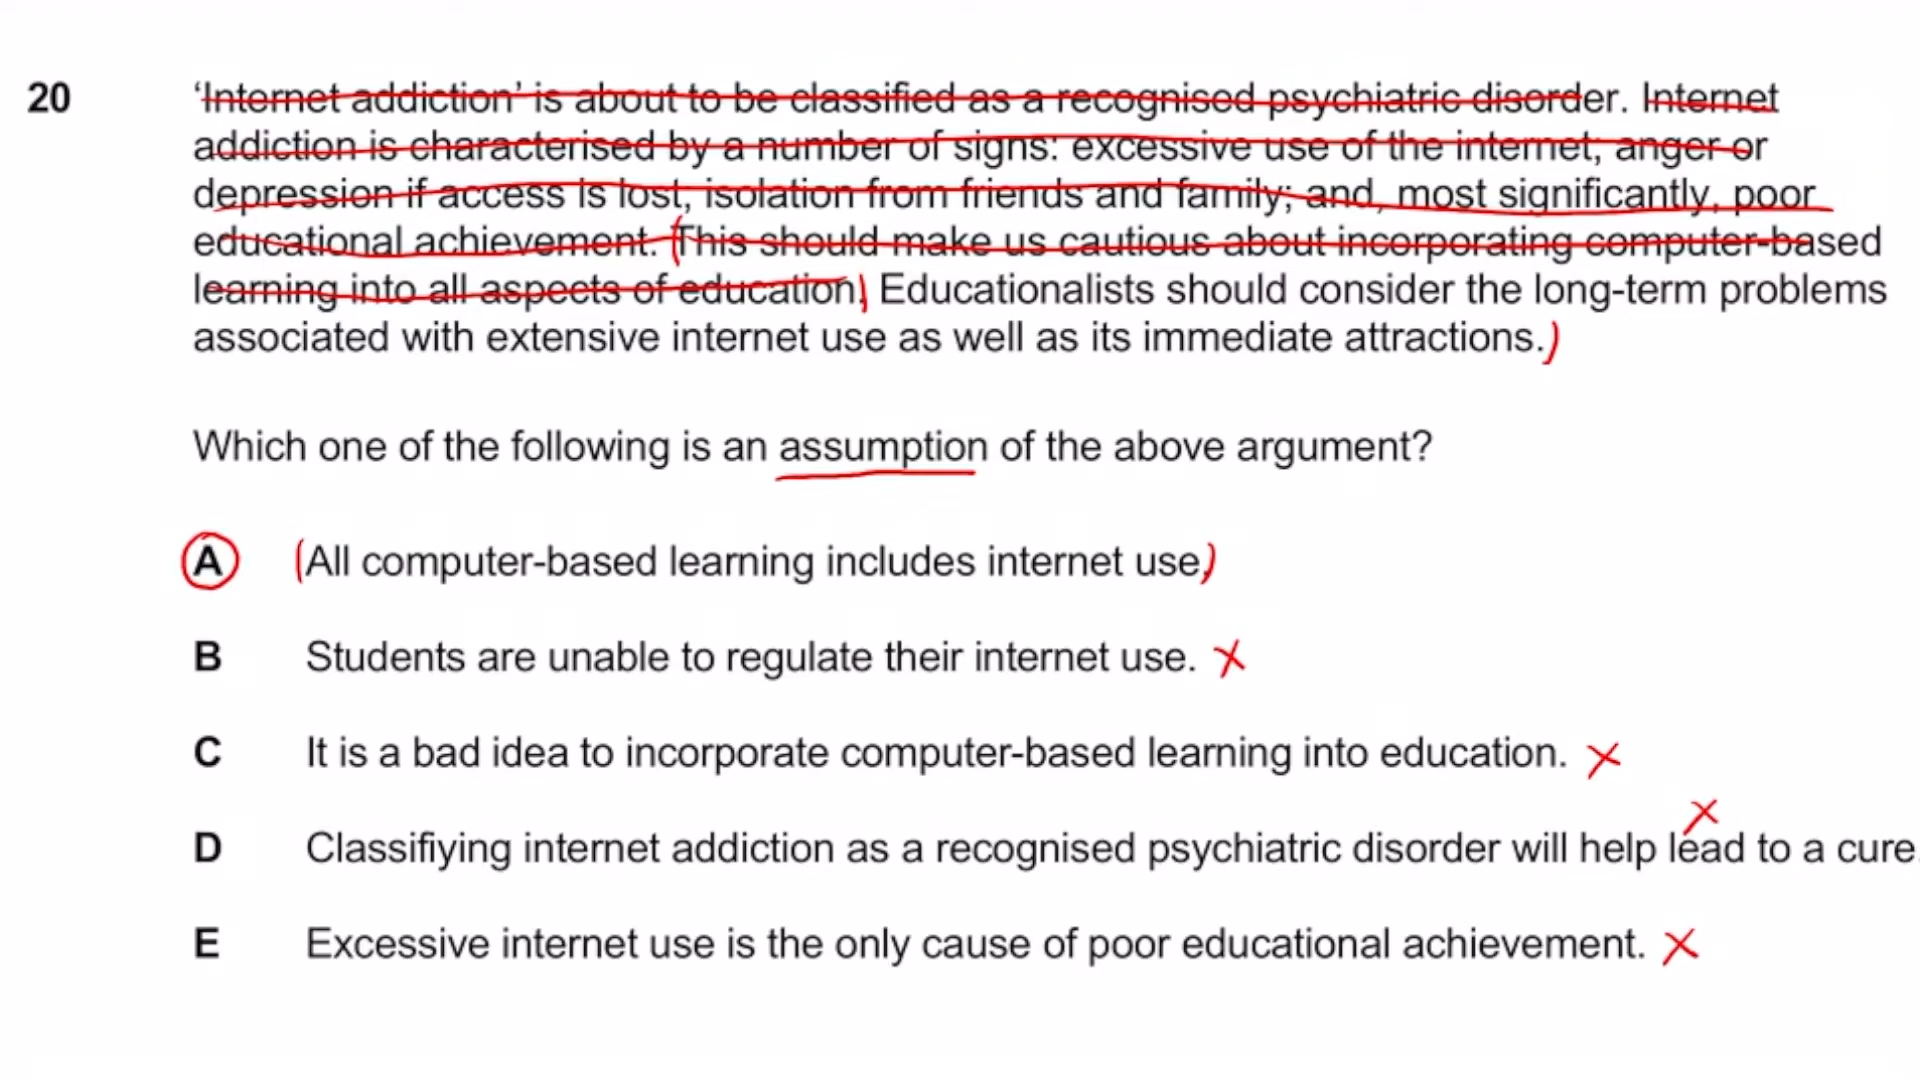 20 'Internet addiction' is about to be classified as a recognised psychiatric disorder. Internet
addiction is characterised by a number of signs: excessive use of the internet; anger or
depression if access is lost; isolation from friends and family; and, most significantly, poor
educational achievement. This should make us cautious about incorporating computer-based
learning into all aspects of education. Educationalists should consider the long-term problems
associated with extensive internet use as well as its immediate attractions.
Which one of the following is an assumption of the above argument?
A All computer-based learning includes internet use.
B Students are unable to regulate their internet use.
C It is a bad idea to incorporate computer-based learning into education.
D Classifiying internet addiction as a recognised psychiatric disorder will help lead to a cure.
E Excessive internet use is the only cause of poor educational achievement.